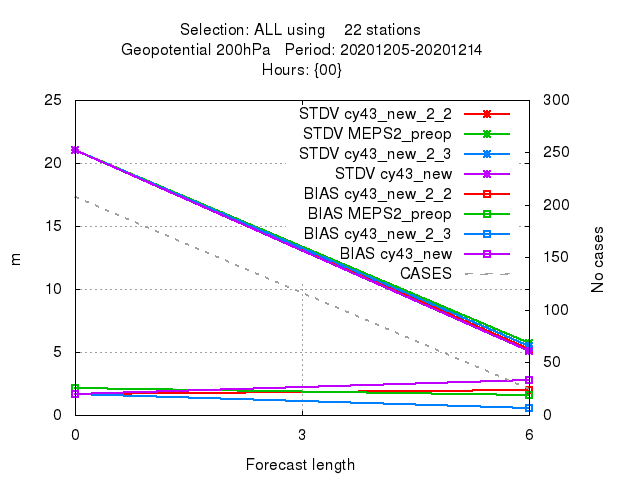 Selection: ALL using    22 stations
Geopotential 200hPa   Period: 20201205-20201214
Hours: {00}
25
20
15
10
5
0
m
300
250
200
150
100
50
0
No cases
STDV cy43_new_2_2
STDV MEPS2_preop
STDV cy43_new_2_3
STDV cy43_new
BIAS cy43_new_2_2
BIAS MEPS2_preop
BIAS cy43_new_2_3
BIAS cy43_new
CASES
0 3 6
Forecast length